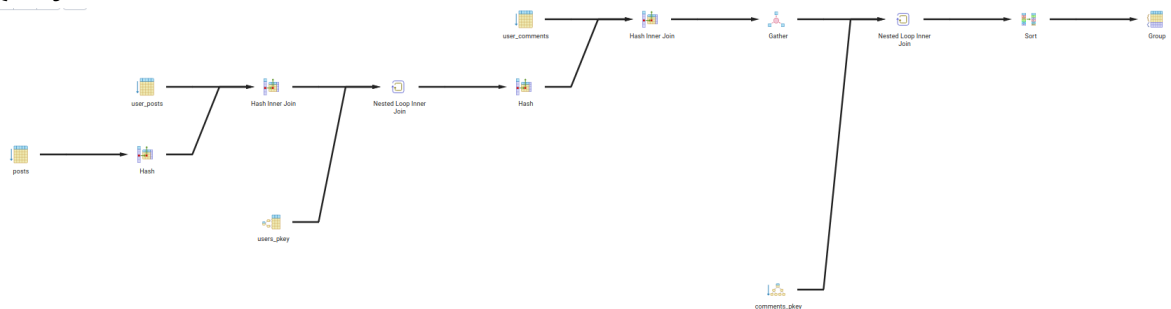 user_comments
Hash Inner Join
Gather
Nested Loop Inner
Join
Sort
Group
user_posts
Hash Inner Join
Nested Loop Inner
Join
Hash
posts
Hash
users_pkey
comments_pkey